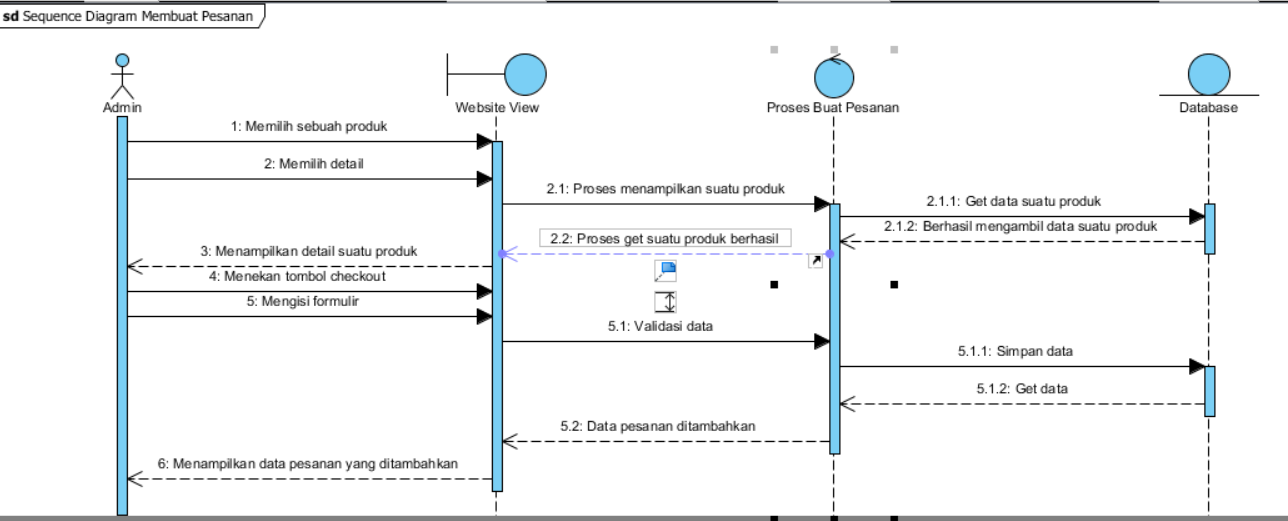 sd Sequence Diagram Membuat Pesanan
Admin
Website View
Proses Buat Pesanan
Database
1: Memilih sebuah produk
2: Memilih detail
2.1: Proses menampilkan suatu produk
2.1.1: Get data suatu produk
2.1.2: Berhasil mengambil data suatu produk
2.2: Proses get suatu produk berhasil
3: Menampilkan detail suatu produk
4: Menekan tombol checkout
5: Mengisi formulir
5.1: Validasi data
5.1.1: Simpan data
5.1.2: Get data
5.2: Data pesanan ditambahkan
6: Menampilkan data pesanan yang ditambahkan